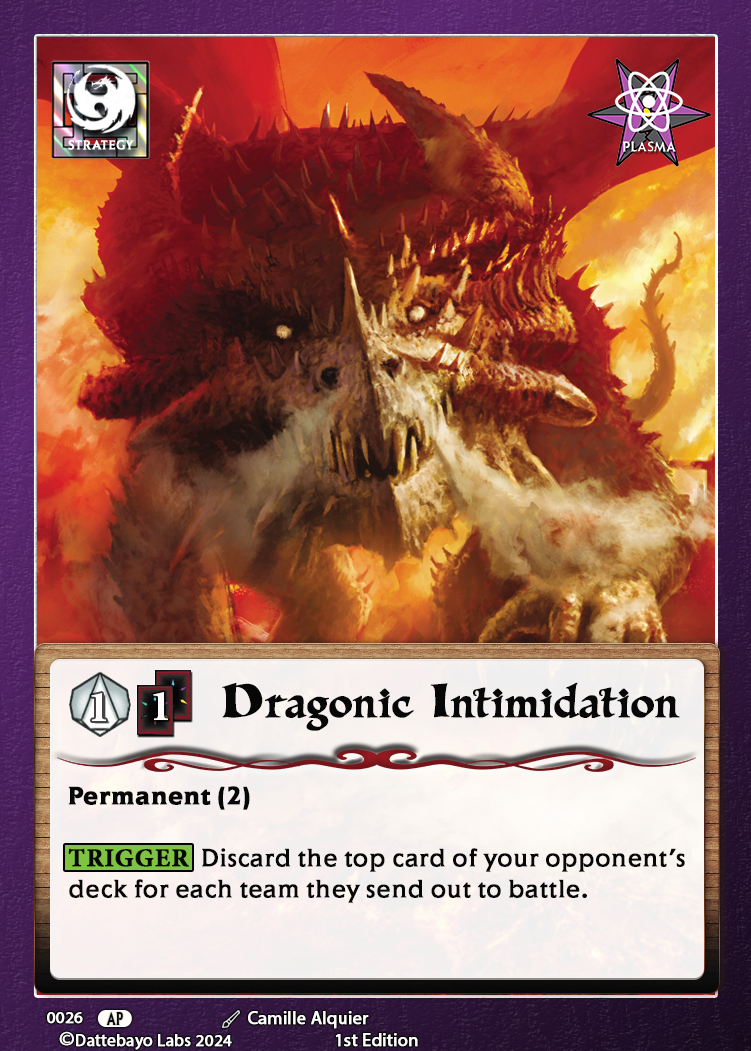 STRATEGY
PLASMA
1 1 Dragonic Intimidation
Permanent (2)
TRIGGER Discard the top card of your opponent's
deck for each team they send out to battle.
0026 AP Camille Alquier
©Dattebayo Labs 2024 1st Edition